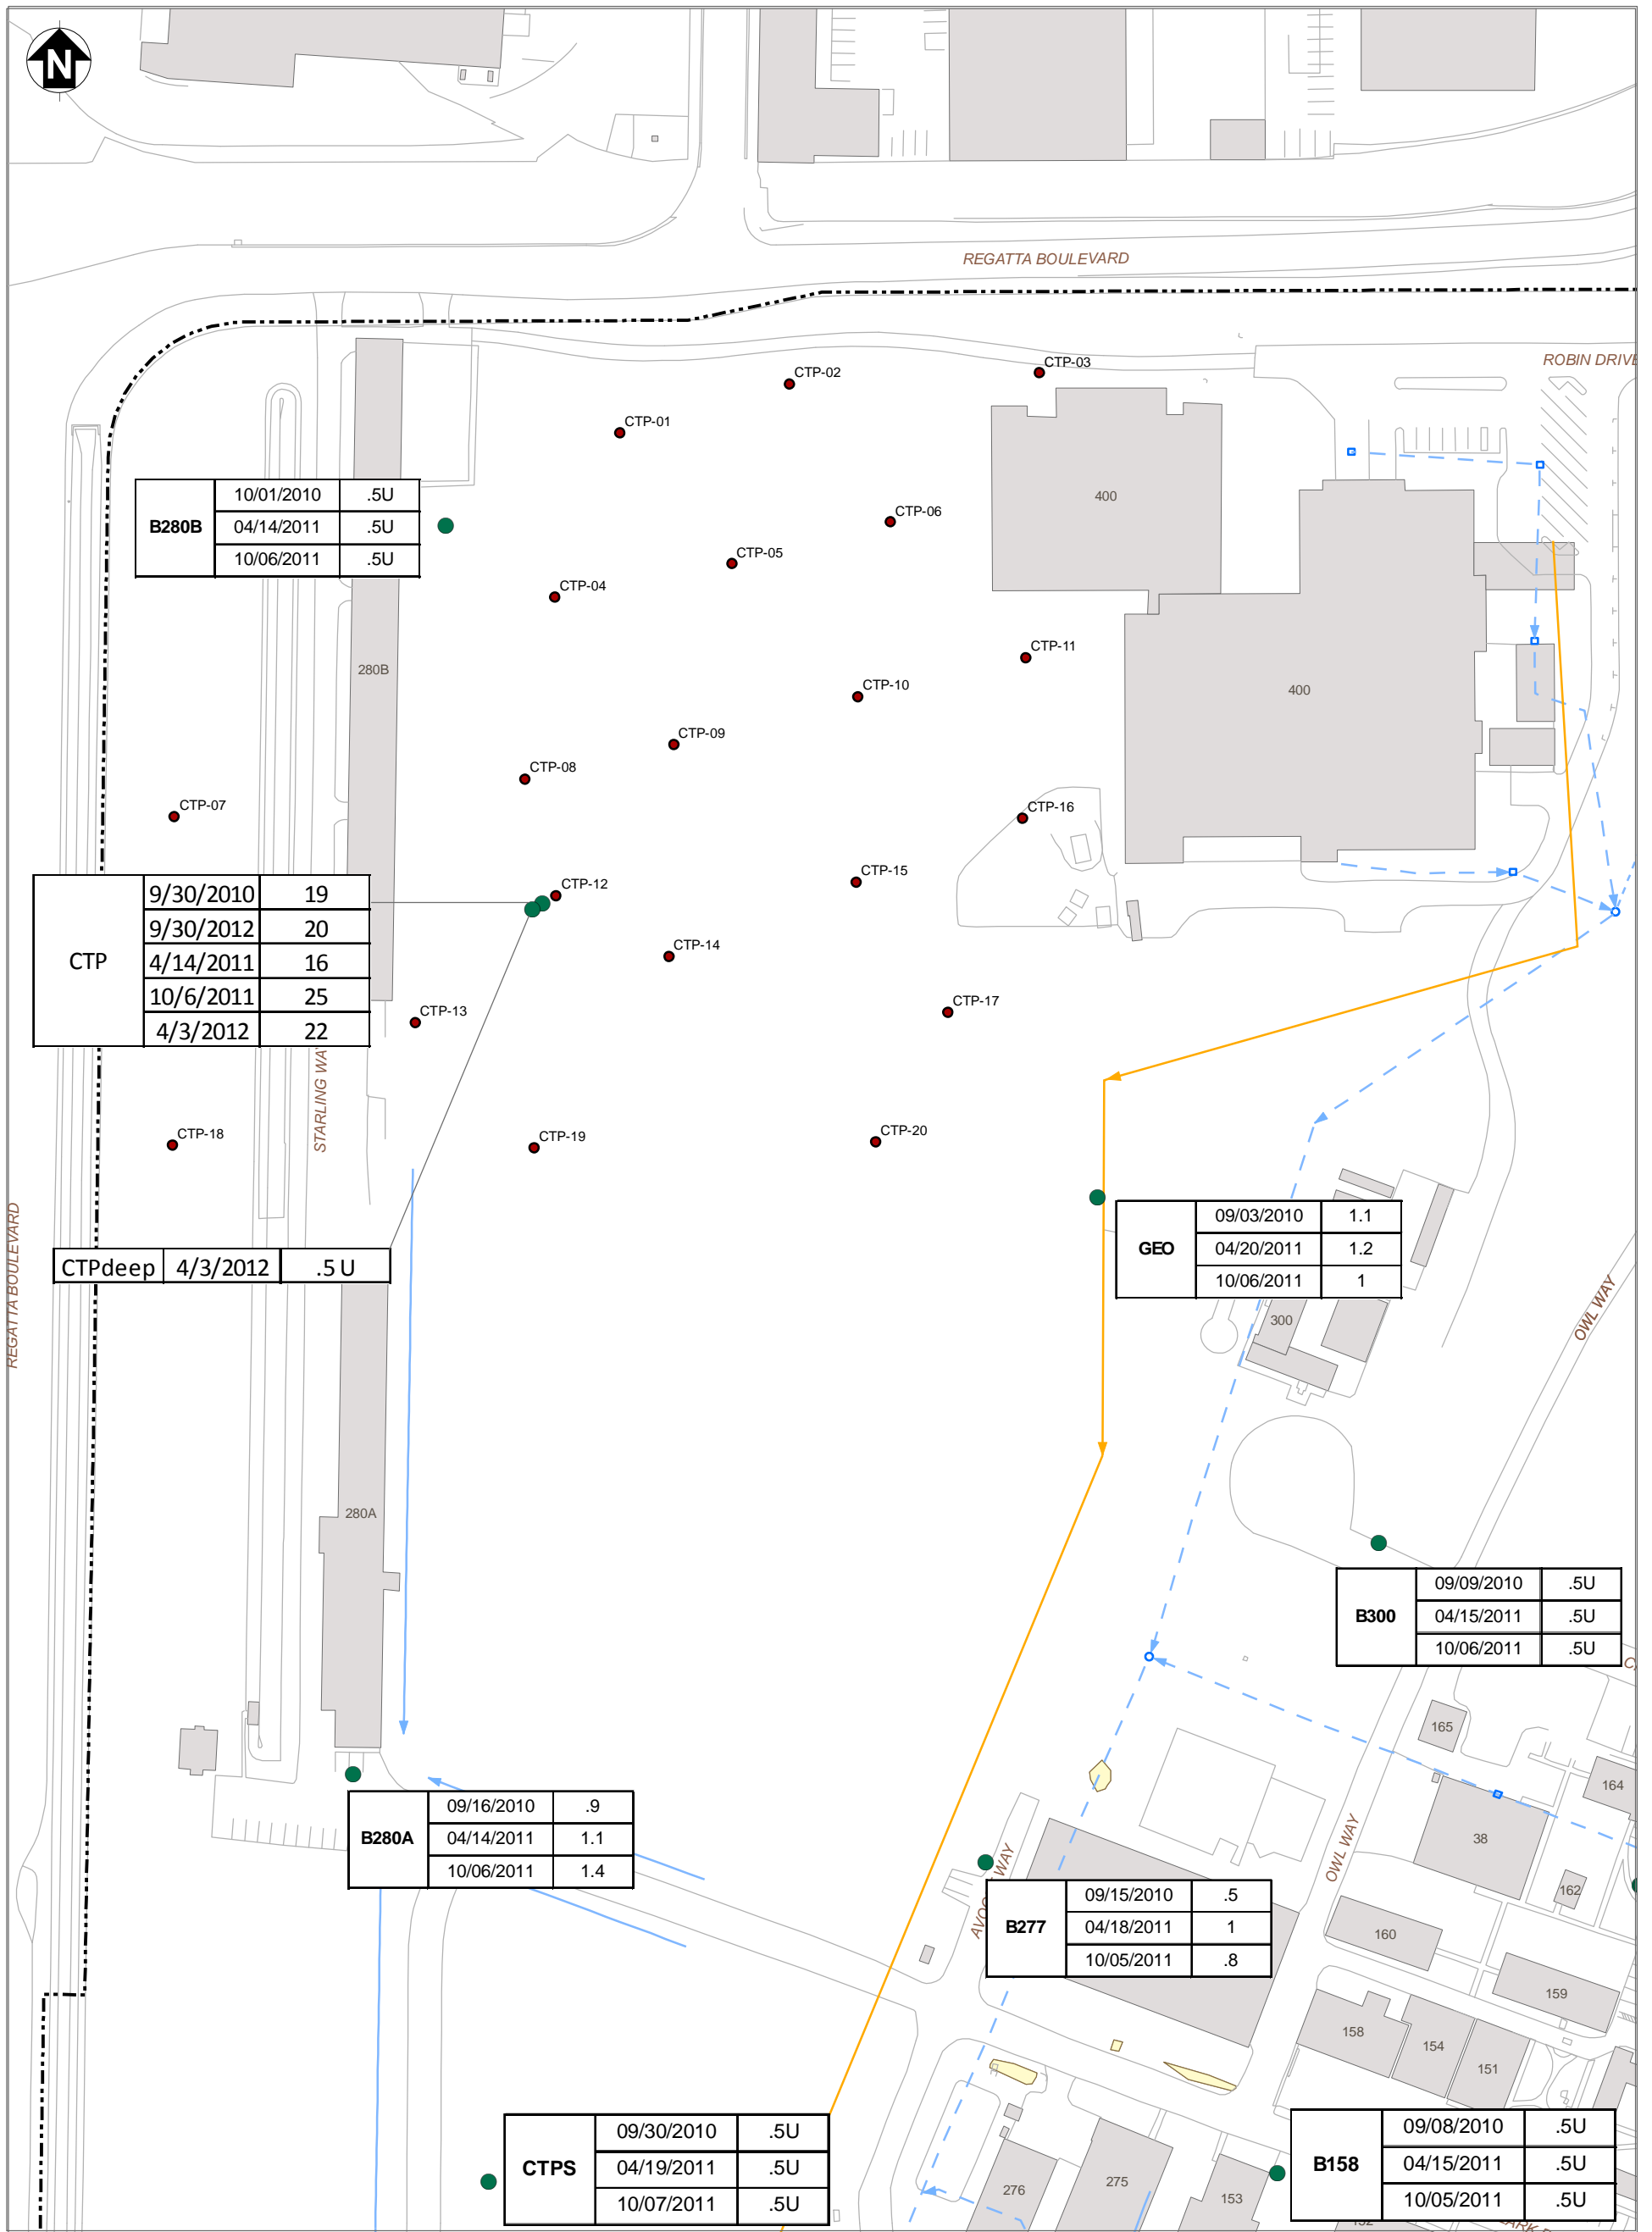 N
REGATTA BOULEVARD
ROBIN DRIVE
CTP-03
CTP-02
CTP-01
400
B280B
10/01/2010 .5U
04/14/2011 .5U
10/06/2011 .5U
CTP-06
CTP-05
CTP-04
CTP-11
280B
CTP-10
400
CTP-09
CTP-08
CTP-07
CTP-16
CTP-15
CTP-12
CTP
9/30/2010 19
9/30/2012 20
4/14/2011 16
10/6/2011 25
4/3/2012 22
CTP-14
CTP-13
CTP-17
STARLING WAY
CTP-18
CTP-19
CTP-20
REGATTA BOULEVARD
CTPdeep 4/3/2012 .5 U
GEO
09/03/2010 1.1
04/20/2011 1.2
10/06/2011 1
300
OWL WAY
280A
B300
09/09/2010 .5U
04/15/2011 .5U
10/06/2011 .5U
165
164
B280A
09/16/2010 .9
04/14/2011 1.1
10/06/2011 1.4
38
OWL WAY
WAY
162
B277
09/15/2010 .5
04/18/2011 1
10/05/2011 .8
160
159
158
154
151
CTPS
09/30/2010 .5U
04/19/2011 .5U
10/07/2011 .5U
B158
09/08/2010 .5U
04/15/2011 .5U
10/05/2011 .5U
276
275
153